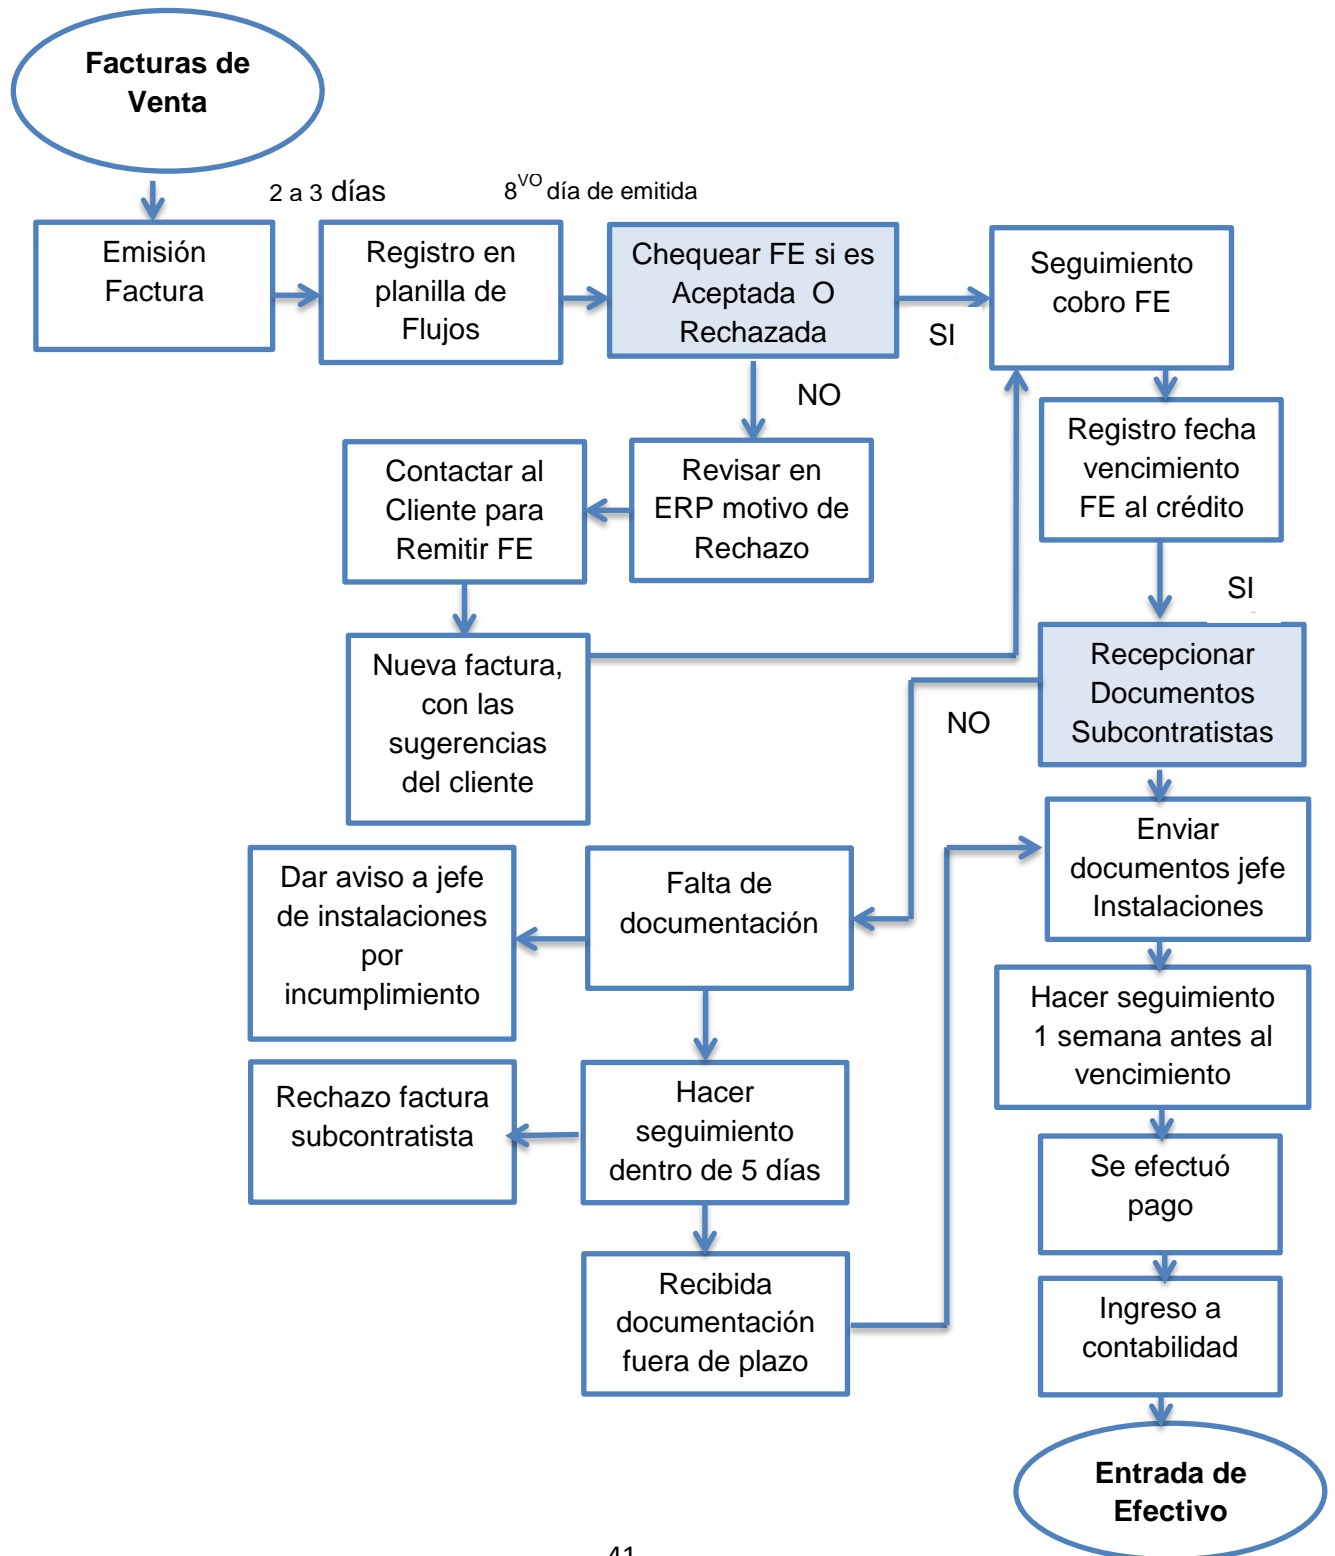 Facturas de
Venta
2 a 3 días
8VO día de emitida
Emisión
Factura
Registro en
planilla de
Flujos
Chequear FE si es
Aceptada O
Rechazada
SI
Seguimiento
cobro FE
NO
Registro fecha
vencimiento
FE al crédito
Contactar al
Cliente para
Remitir FE
Revisar en
ERP motivo de
Rechazo
SI
Nueva factura,
con las
sugerencias
del cliente
NO
Recepcionar
Documentos
Subcontratistas
Dar aviso a jefe
de instalaciones
por
incumplimiento
Falta de
documentación
Enviar
documentos jefe
Instalaciones
Hacer seguimiento
1 semana antes al
vencimiento
Rechazo factura
subcontratista
Hacer
seguimiento
dentro de 5 días
Se efectuó
pago
Recibida
documentación
fuera de plazo
Ingreso a
contabilidad
Entrada de
Efectivo
41